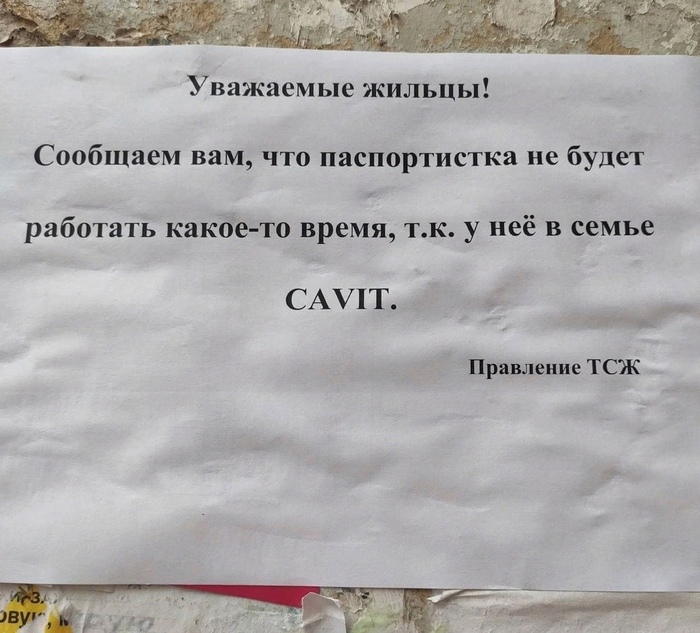 Уважаемые жильцы!
Сообщаем вам, что паспортистка не будет
работать какое-то время, т.к. у неё в семье
CAVIT.
Правление ТСЖ